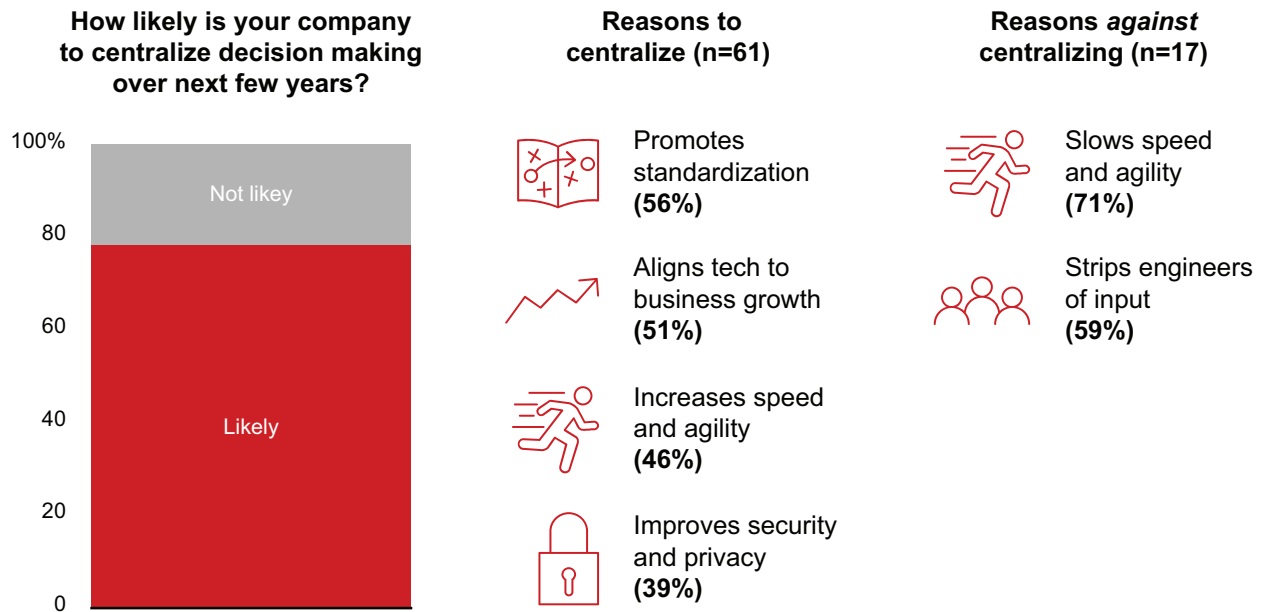 How likely is your company
to centralize decision making
over next few years?
100%
80
60
40
20
0
Not likey
Likely
Reasons to
centralize (n=61)
Promotes
standardization
(56%)
Aligns tech to
business growth
(51%)
Increases speed
and agility
(46%)
Improves security
and privacy
(39%)
Reasons against
centralizing (n=17)
Slows speed
and agility
(71%)
Strips engineers
of input
(59%)